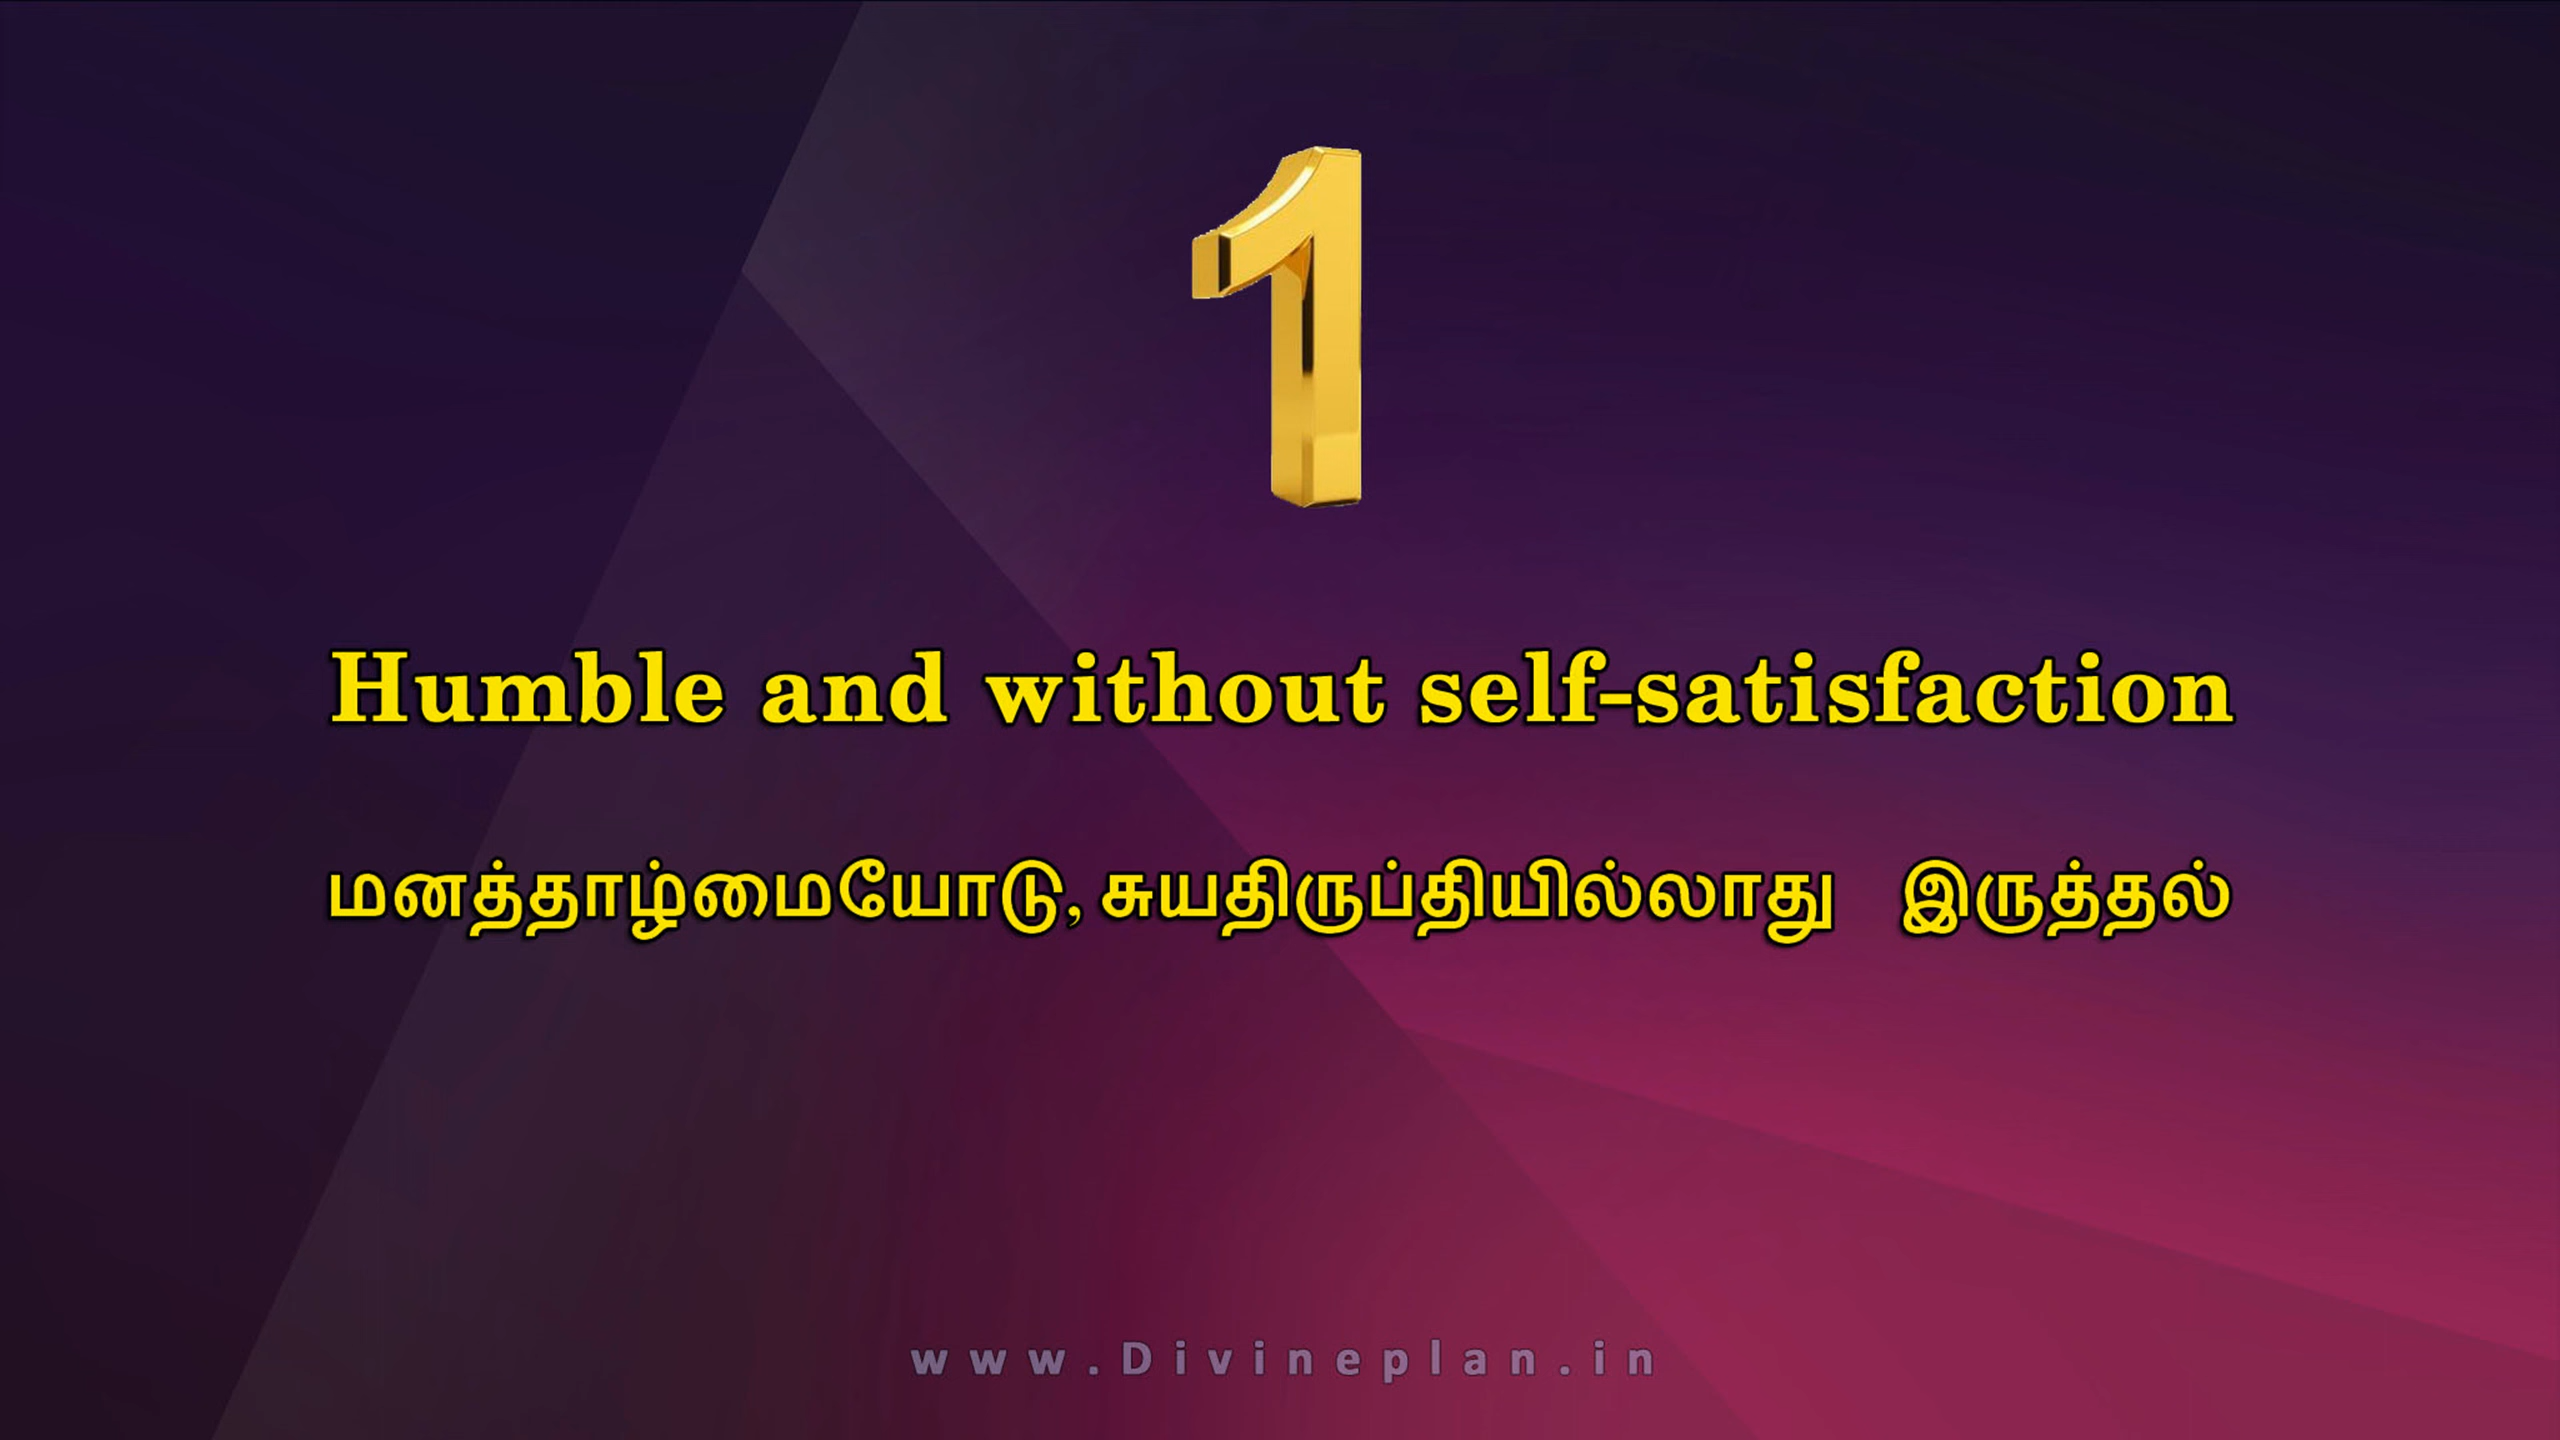 1
Humble and without self-satisfaction
மனத்தாழ்மையோடு, சுயதிருப்தியில்லாது இருத்தல்
www.Divineplan.in